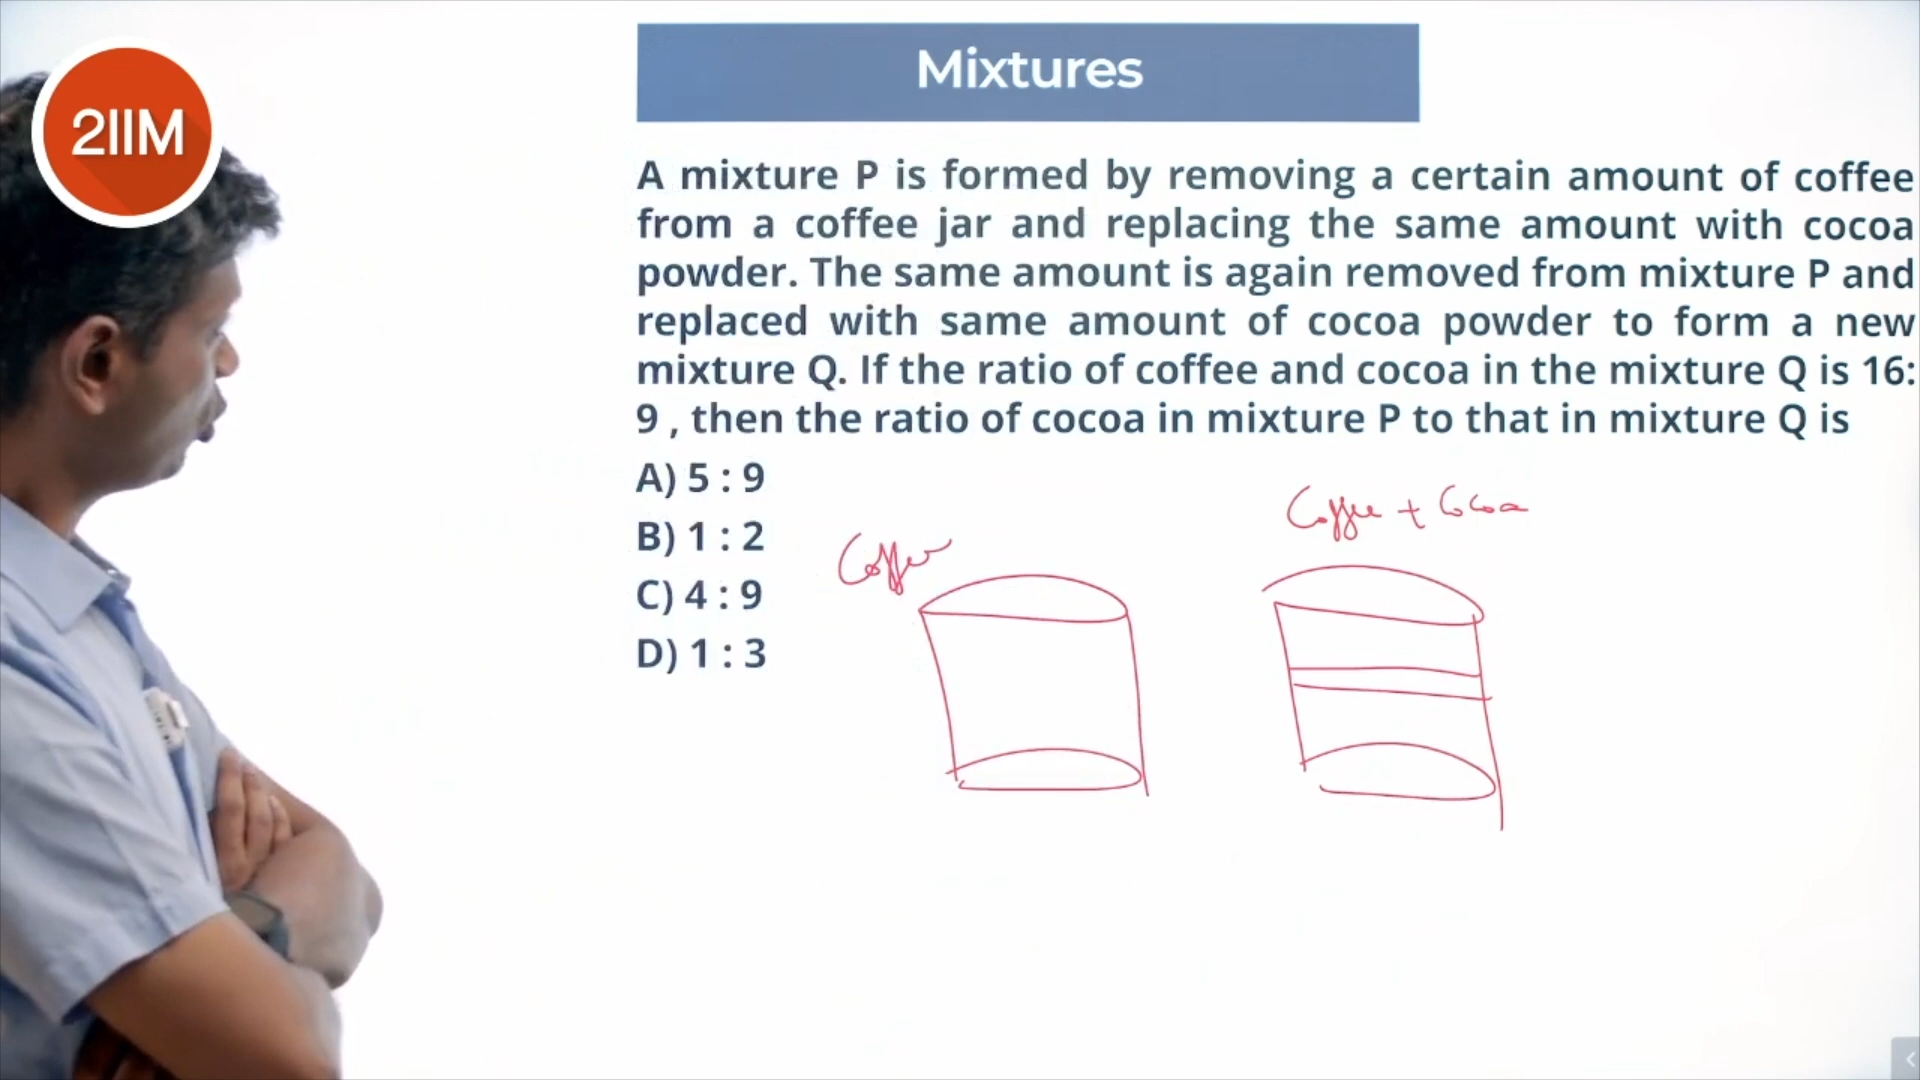 2IIM
Mixtures
A mixture P is formed by removing a certain amount of coffee
from a coffee jar and replacing the same amount with cocoa
powder. The same amount is again removed from mixture P and
replaced with same amount of cocoa powder to form a new
mixture Q. If the ratio of coffee and cocoa in the mixture Q is 16:
9 , then the ratio of cocoa in mixture P to that in mixture Q is
A) 5 : 9
B) 1 : 2
C) 4 : 9
D) 1 : 3
Coffee
Coffee + Cocoa